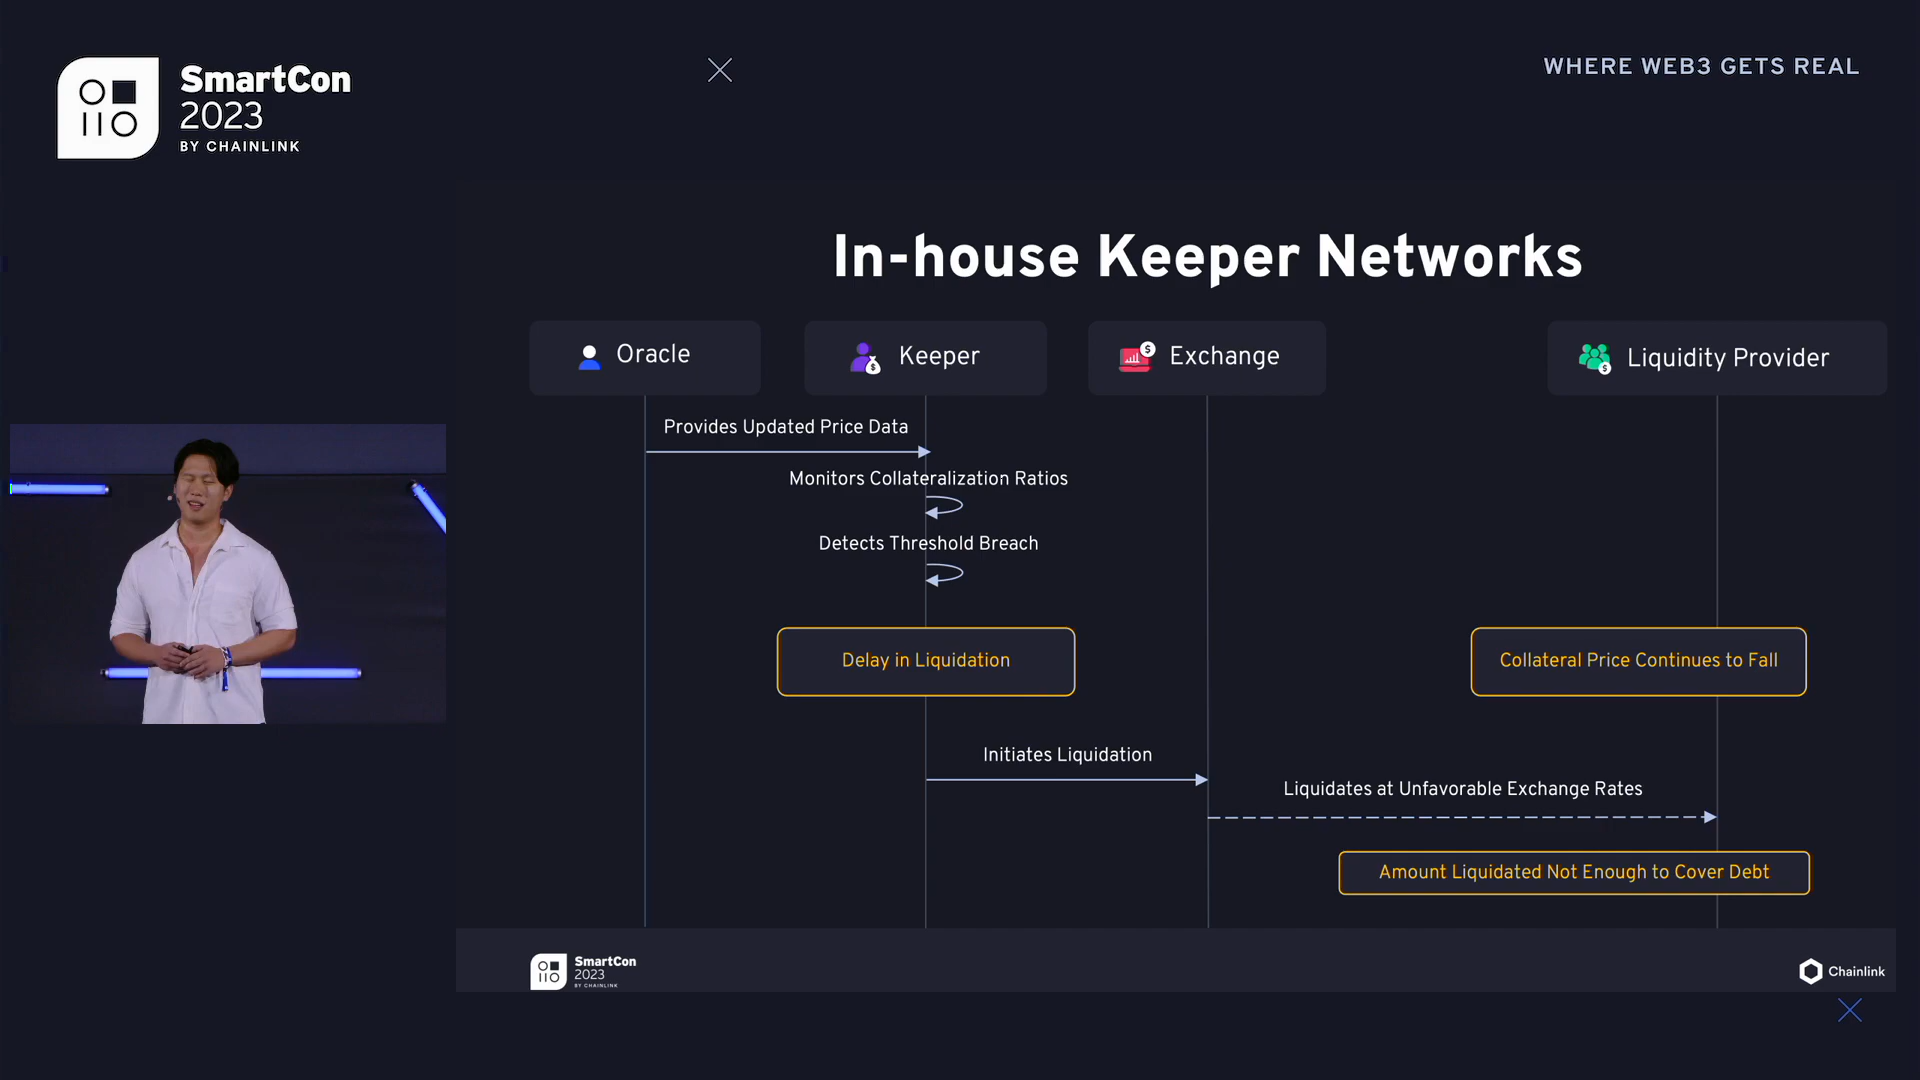 SmartCon
2023
BY CHAINLINK
WHERE WEB3 GETS REAL
In-house Keeper Networks
Oracle
Keeper
Exchange
Liquidity Provider
Provides Updated Price Data
Monitors Collateralization Ratios
Detects Threshold Breach
Delay in Liquidation
Collateral Price Continues to Fall
Initiates Liquidation
Liquidates at Unfavorable Exchange Rates
Amount Liquidated Not Enough to Cover Debt
SmartCon
2023
BY CHAINLINK
Chainlink